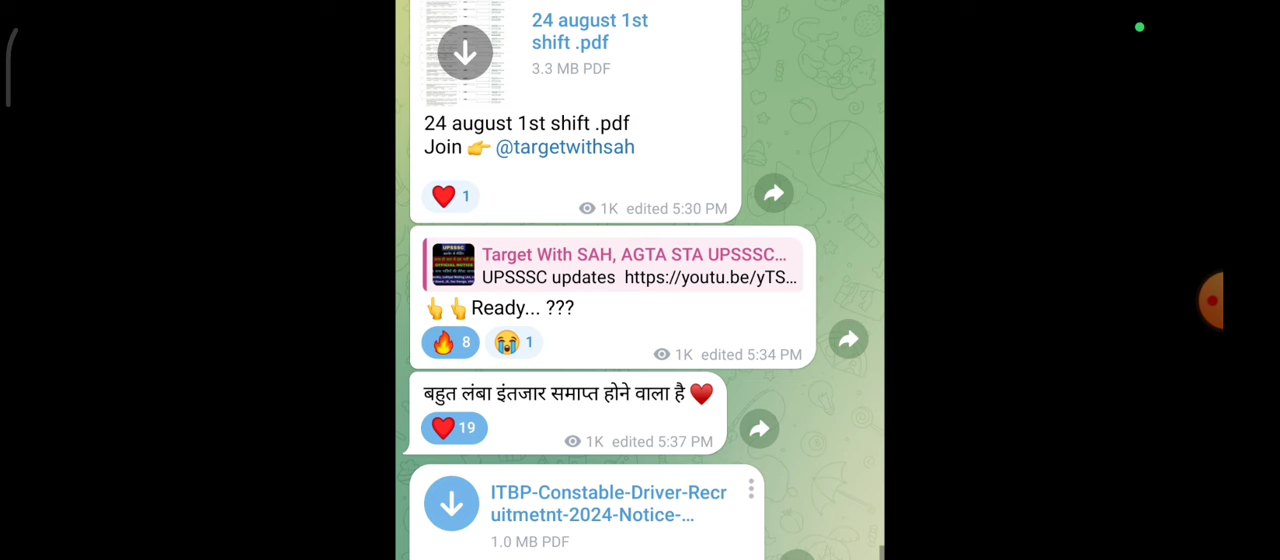 24 august 1st
shift .pdf
3.3 MB PDF
24 august 1st shift .pdf
Join 👉 @targetwithsah
❤️ 1
1K edited 5:30 PM
UPSSSC
OFFICIAL NOTICE
Target With SAH, AGTA STA UPSSSC...
UPSSSC updates https://youtu.be/yTS...
👆👆Ready... ???
🔥 8 😭 1
1K edited 5:34 PM
बहुत लंबा इंतजार समाप्त होने वाला है ♥️
❤️ 19
1K edited 5:37 PM
ITBP-Constable-Driver-Recr
uitmetnt-2024-Notice-...
1.0 MB PDF